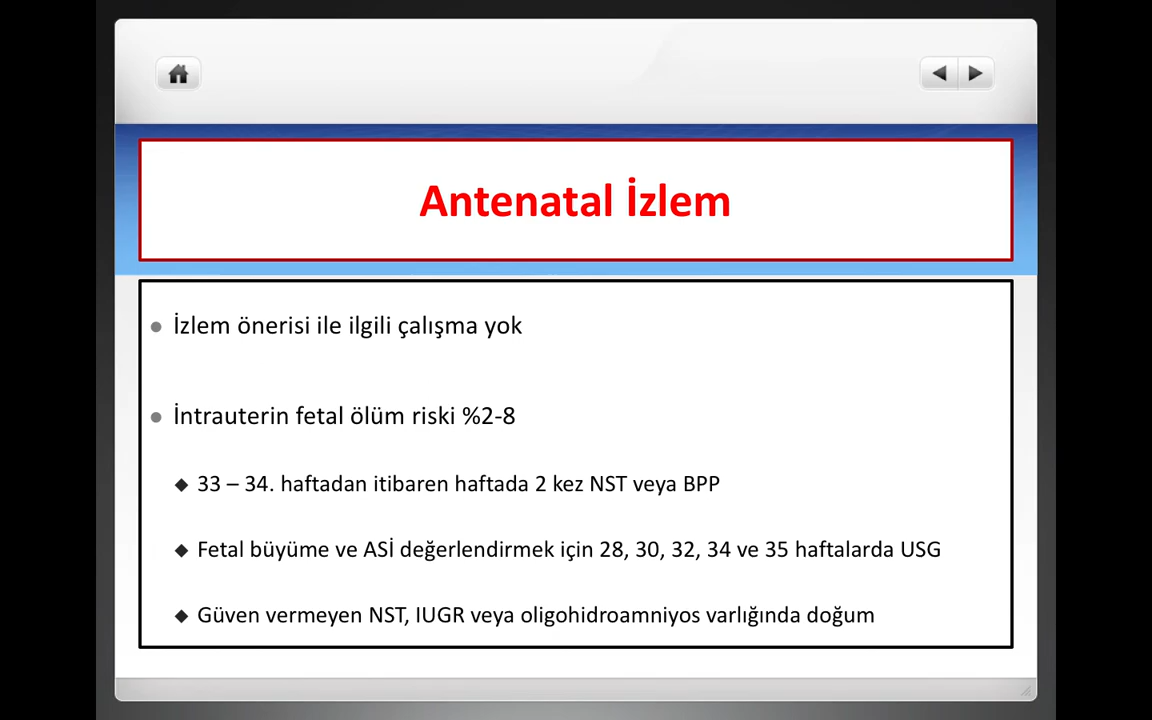 Antenatal İzlem
İzlem önerisi ile ilgili çalışma yok
İntrauterin fetal ölüm riski %2-8
33 – 34. haftadan itibaren haftada 2 kez NST veya BPP
Fetal büyüme ve ASİ değerlendirmek için 28, 30, 32, 34 ve 35 haftalarda USG
Güven vermeyen NST, IUGR veya oligohidroamniyos varlığında doğum